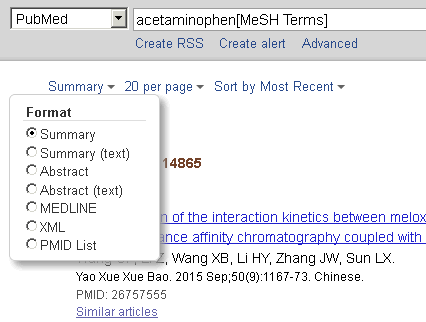 PubMed
acetaminophen[MeSH Terms]
Create RSS Create alert Advanced
Summary 20 per page Sort by Most Recent
Format
Summary
Summary (text)
Abstract
Abstract (text)
MEDLINE
XML
PMID List
14865
n of the interaction kinetics between melox
ance affinity chromatography coupled with
Z, Wang XB, Li HY, Zhang JW, Sun LX.
Yao Xue Xue Bao. 2015 Sep;50(9):1167-73. Chinese.
PMID: 26757555
Similar articles